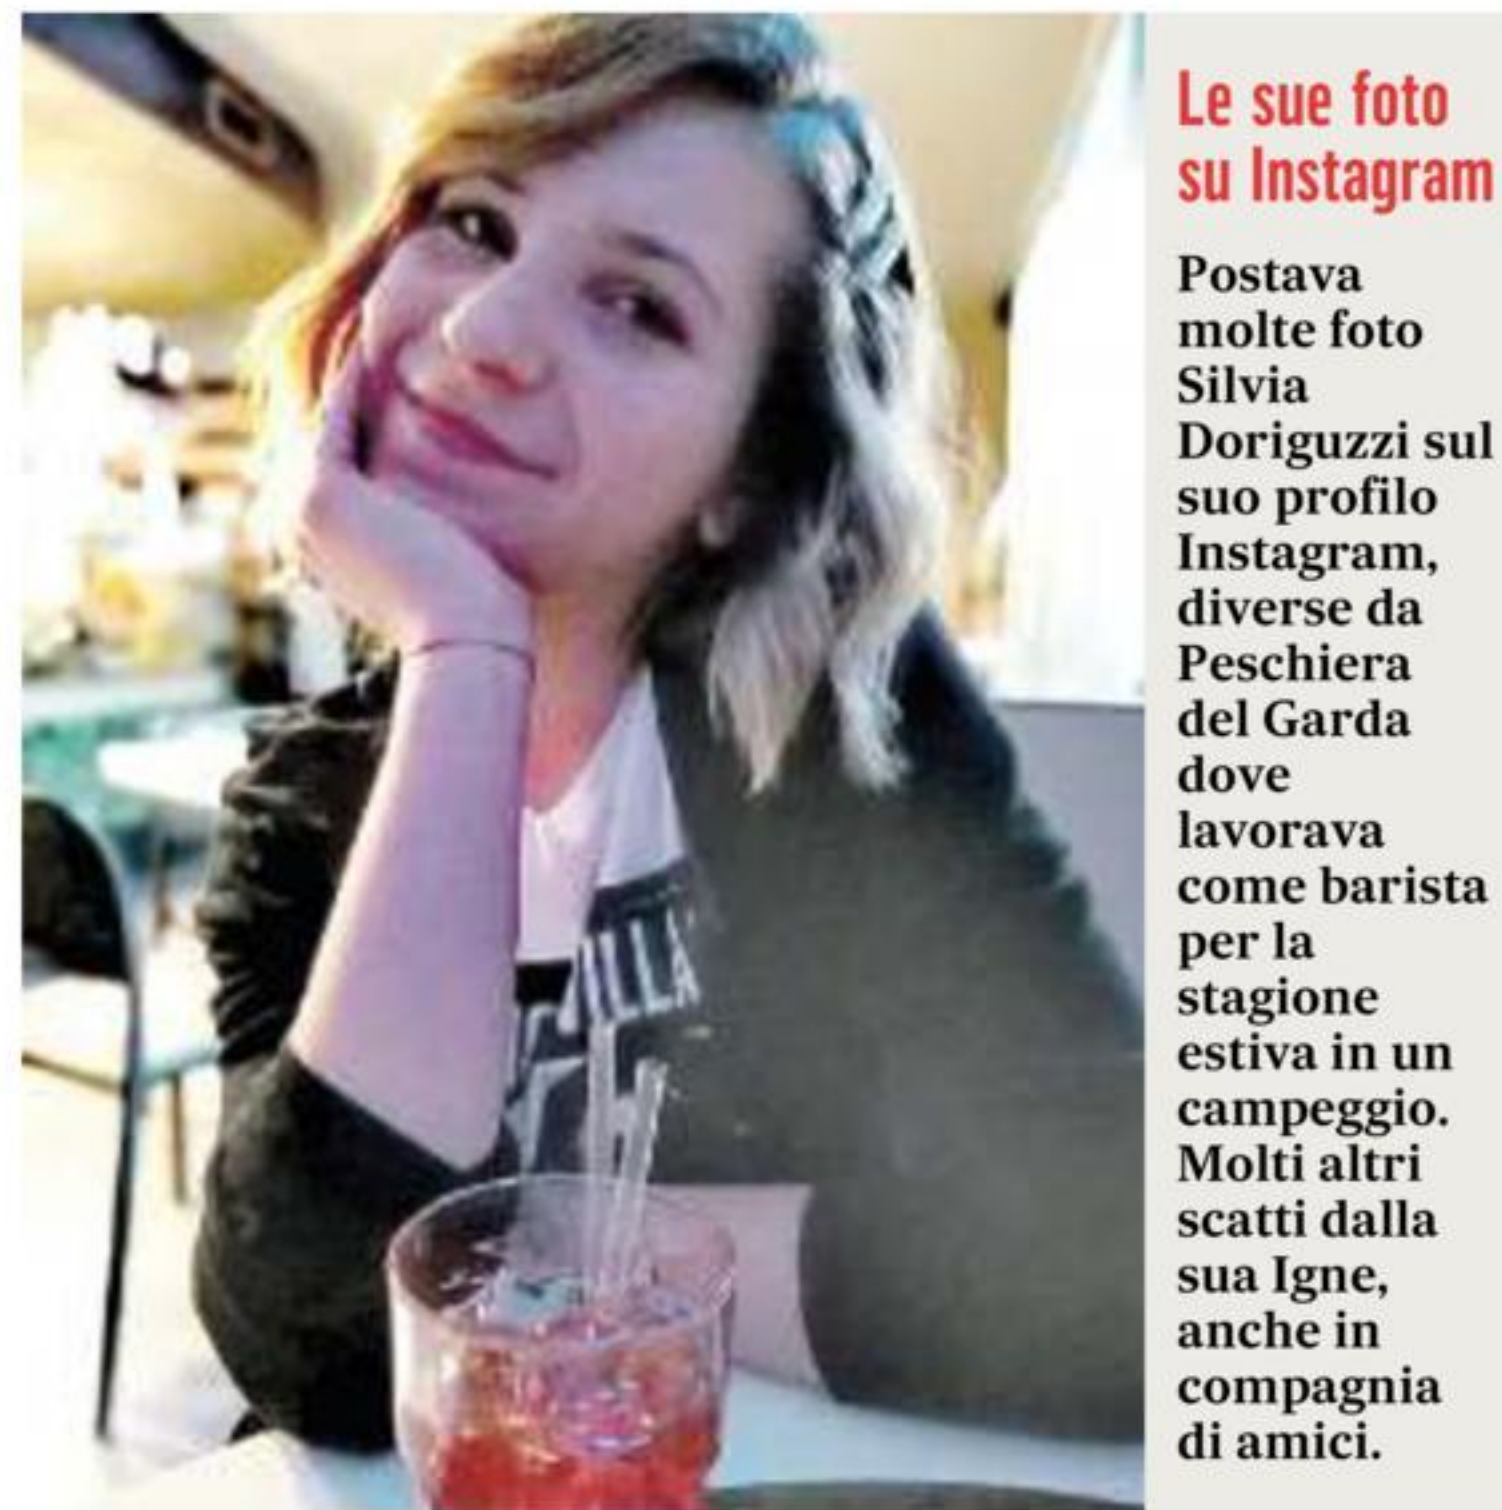 Le sue foto
su Instagram
Postava
molte foto
Silvia
Doriguzzi sul
suo profilo
Instagram,
diverse da
Peschiera
del Garda
dove
lavorava
come barista
per la
stagione
estiva in un
campeggio.
Molti altri
scatti dalla
sua Igne,
anche in
compagnia
di amici.